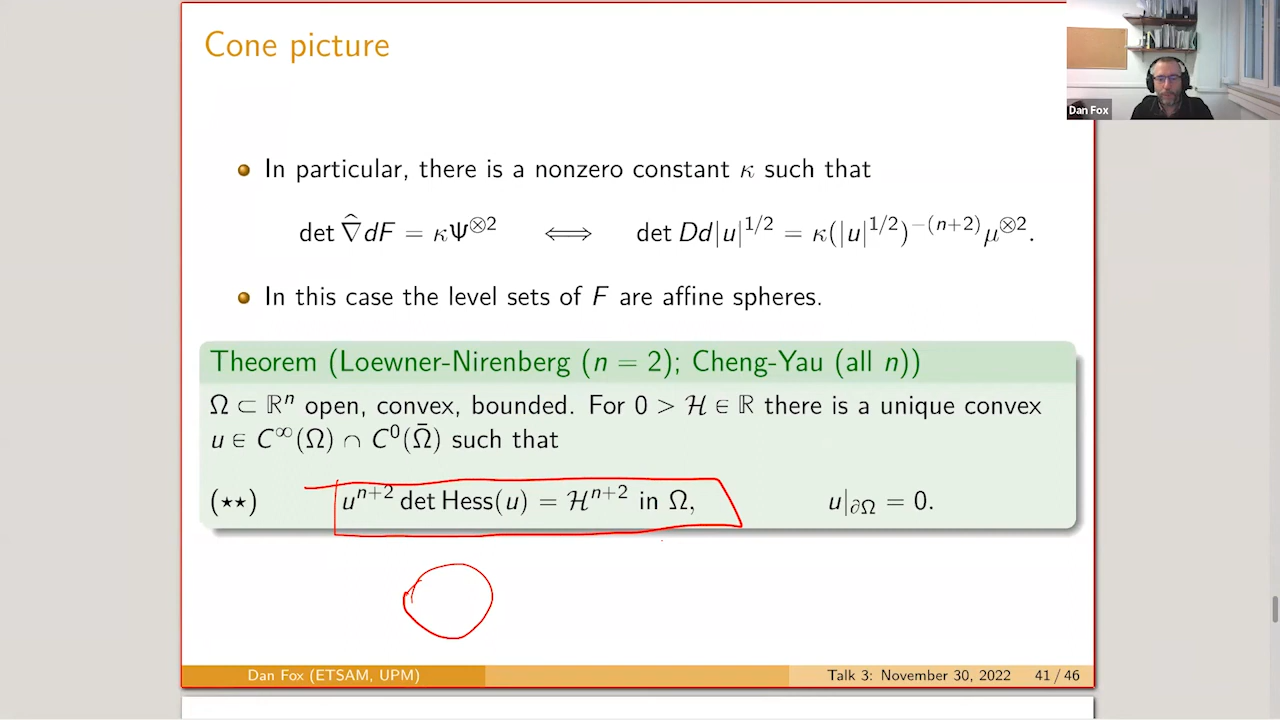 Cone picture
Dan Fox
In particular, there is a nonzero constant κ such that
det ∇̂dF = κΨ^{⊗2} ⟺ det Dd|u|^{1/2} = κ(|u|^{1/2})^{−(n+2)}μ^{⊗2}.
In this case the level sets of F are affine spheres.
Theorem (Loewner-Nirenberg (n = 2); Cheng-Yau (all n))
Ω ⊂ ℝⁿ open, convex, bounded. For 0 > ℋ ∈ ℝ there is a unique convex
u ∈ C^∞(Ω) ∩ C⁰(Ω̄) such that
(⋆⋆) u^{n+2} det Hess(u) = ℋ^{n+2} in Ω, u|_{∂Ω} = 0.
Dan Fox (ETSAM, UPM) Talk 3: November 30, 2022 41 / 46